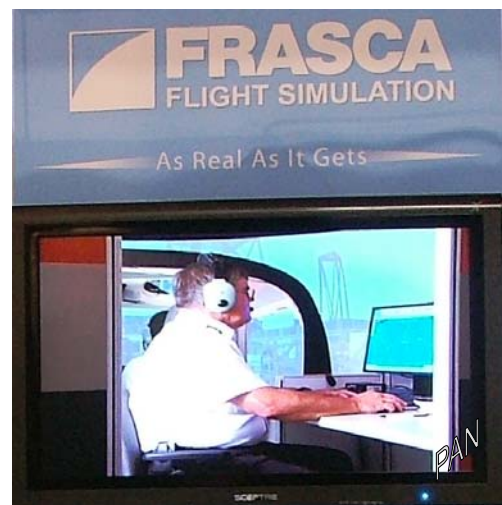 FRASCA
FLIGHT SIMULATION
As Real As It Gets
PAN
SCEPTRE